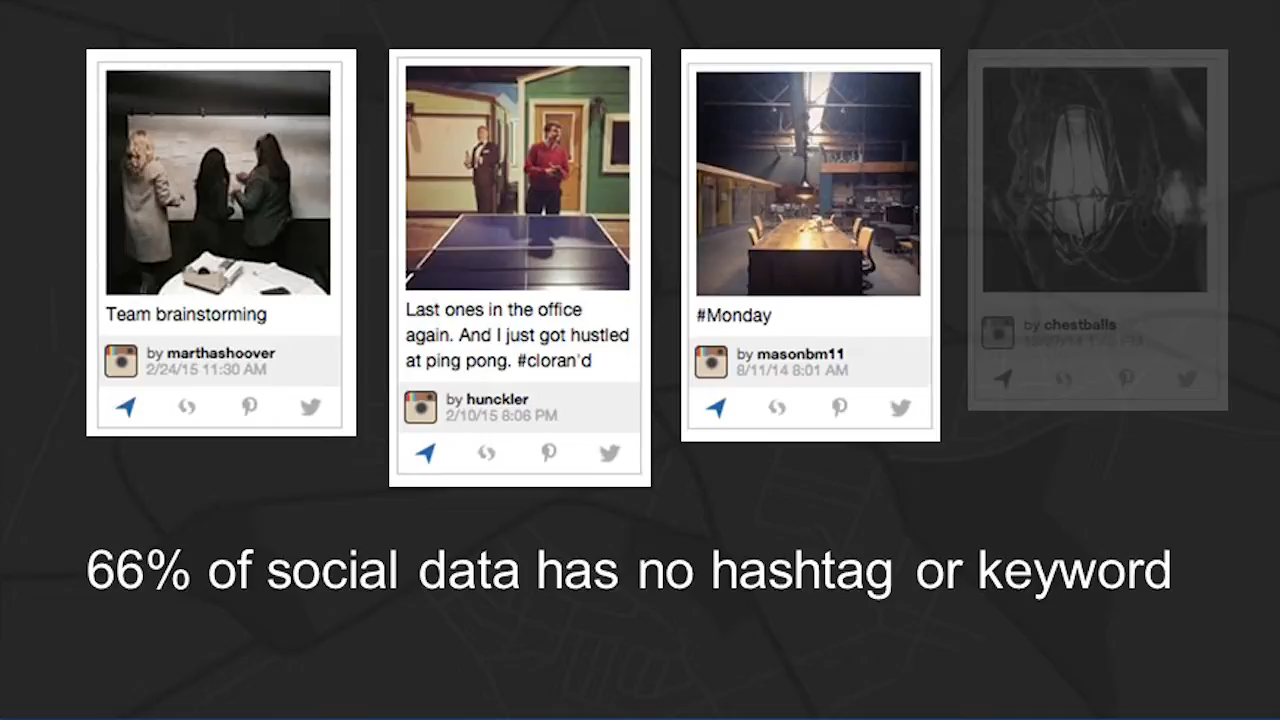 Team brainstorming
by marthashoover
2/24/15 11:30 AM
Last ones in the office
again. And I just got hustled
at ping pong. #cloran'd
by hunckler
2/10/15 8:06 PM
#Monday
by masonbm11
8/11/14 8:01 AM
by chestballs
66% of social data has no hashtag or keyword